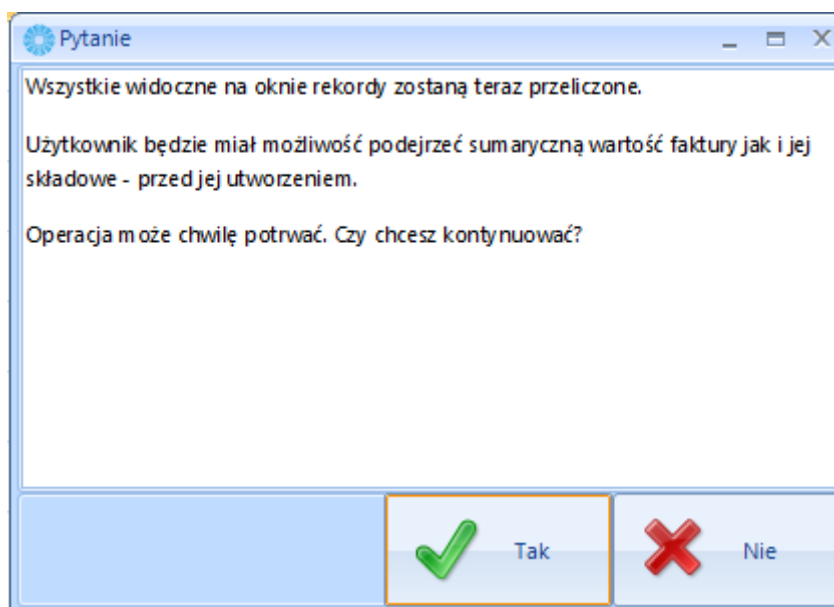 Pytanie
Wszystkie widoczne na oknie rekordy zostaną teraz przeliczone.
Użytkownik będzie miał możliwość podejrzeć sumaryczną wartość faktury jak i jej
składowe - przed jej utworzeniem.
Operacja może chwilę potrwać. Czy chcesz kontynuować?
Tak
Nie